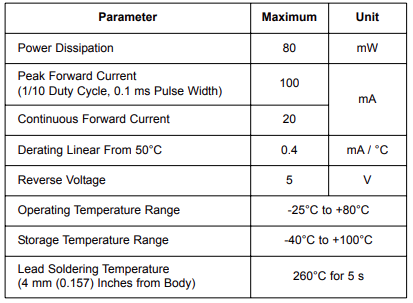 Parameter Maximum Unit
Power Dissipation 80 mW
Peak Forward Current
(1/10 Duty Cycle, 0.1 ms Pulse Width) 100
mA
Continuous Forward Current 20
Derating Linear From 50°C 0.4 mA / °C
Reverse Voltage 5 V
Operating Temperature Range -25°C to +80°C
Storage Temperature Range -40°C to +100°C
Lead Soldering Temperature
(4 mm (0.157) Inches from Body) 260°C for 5 s